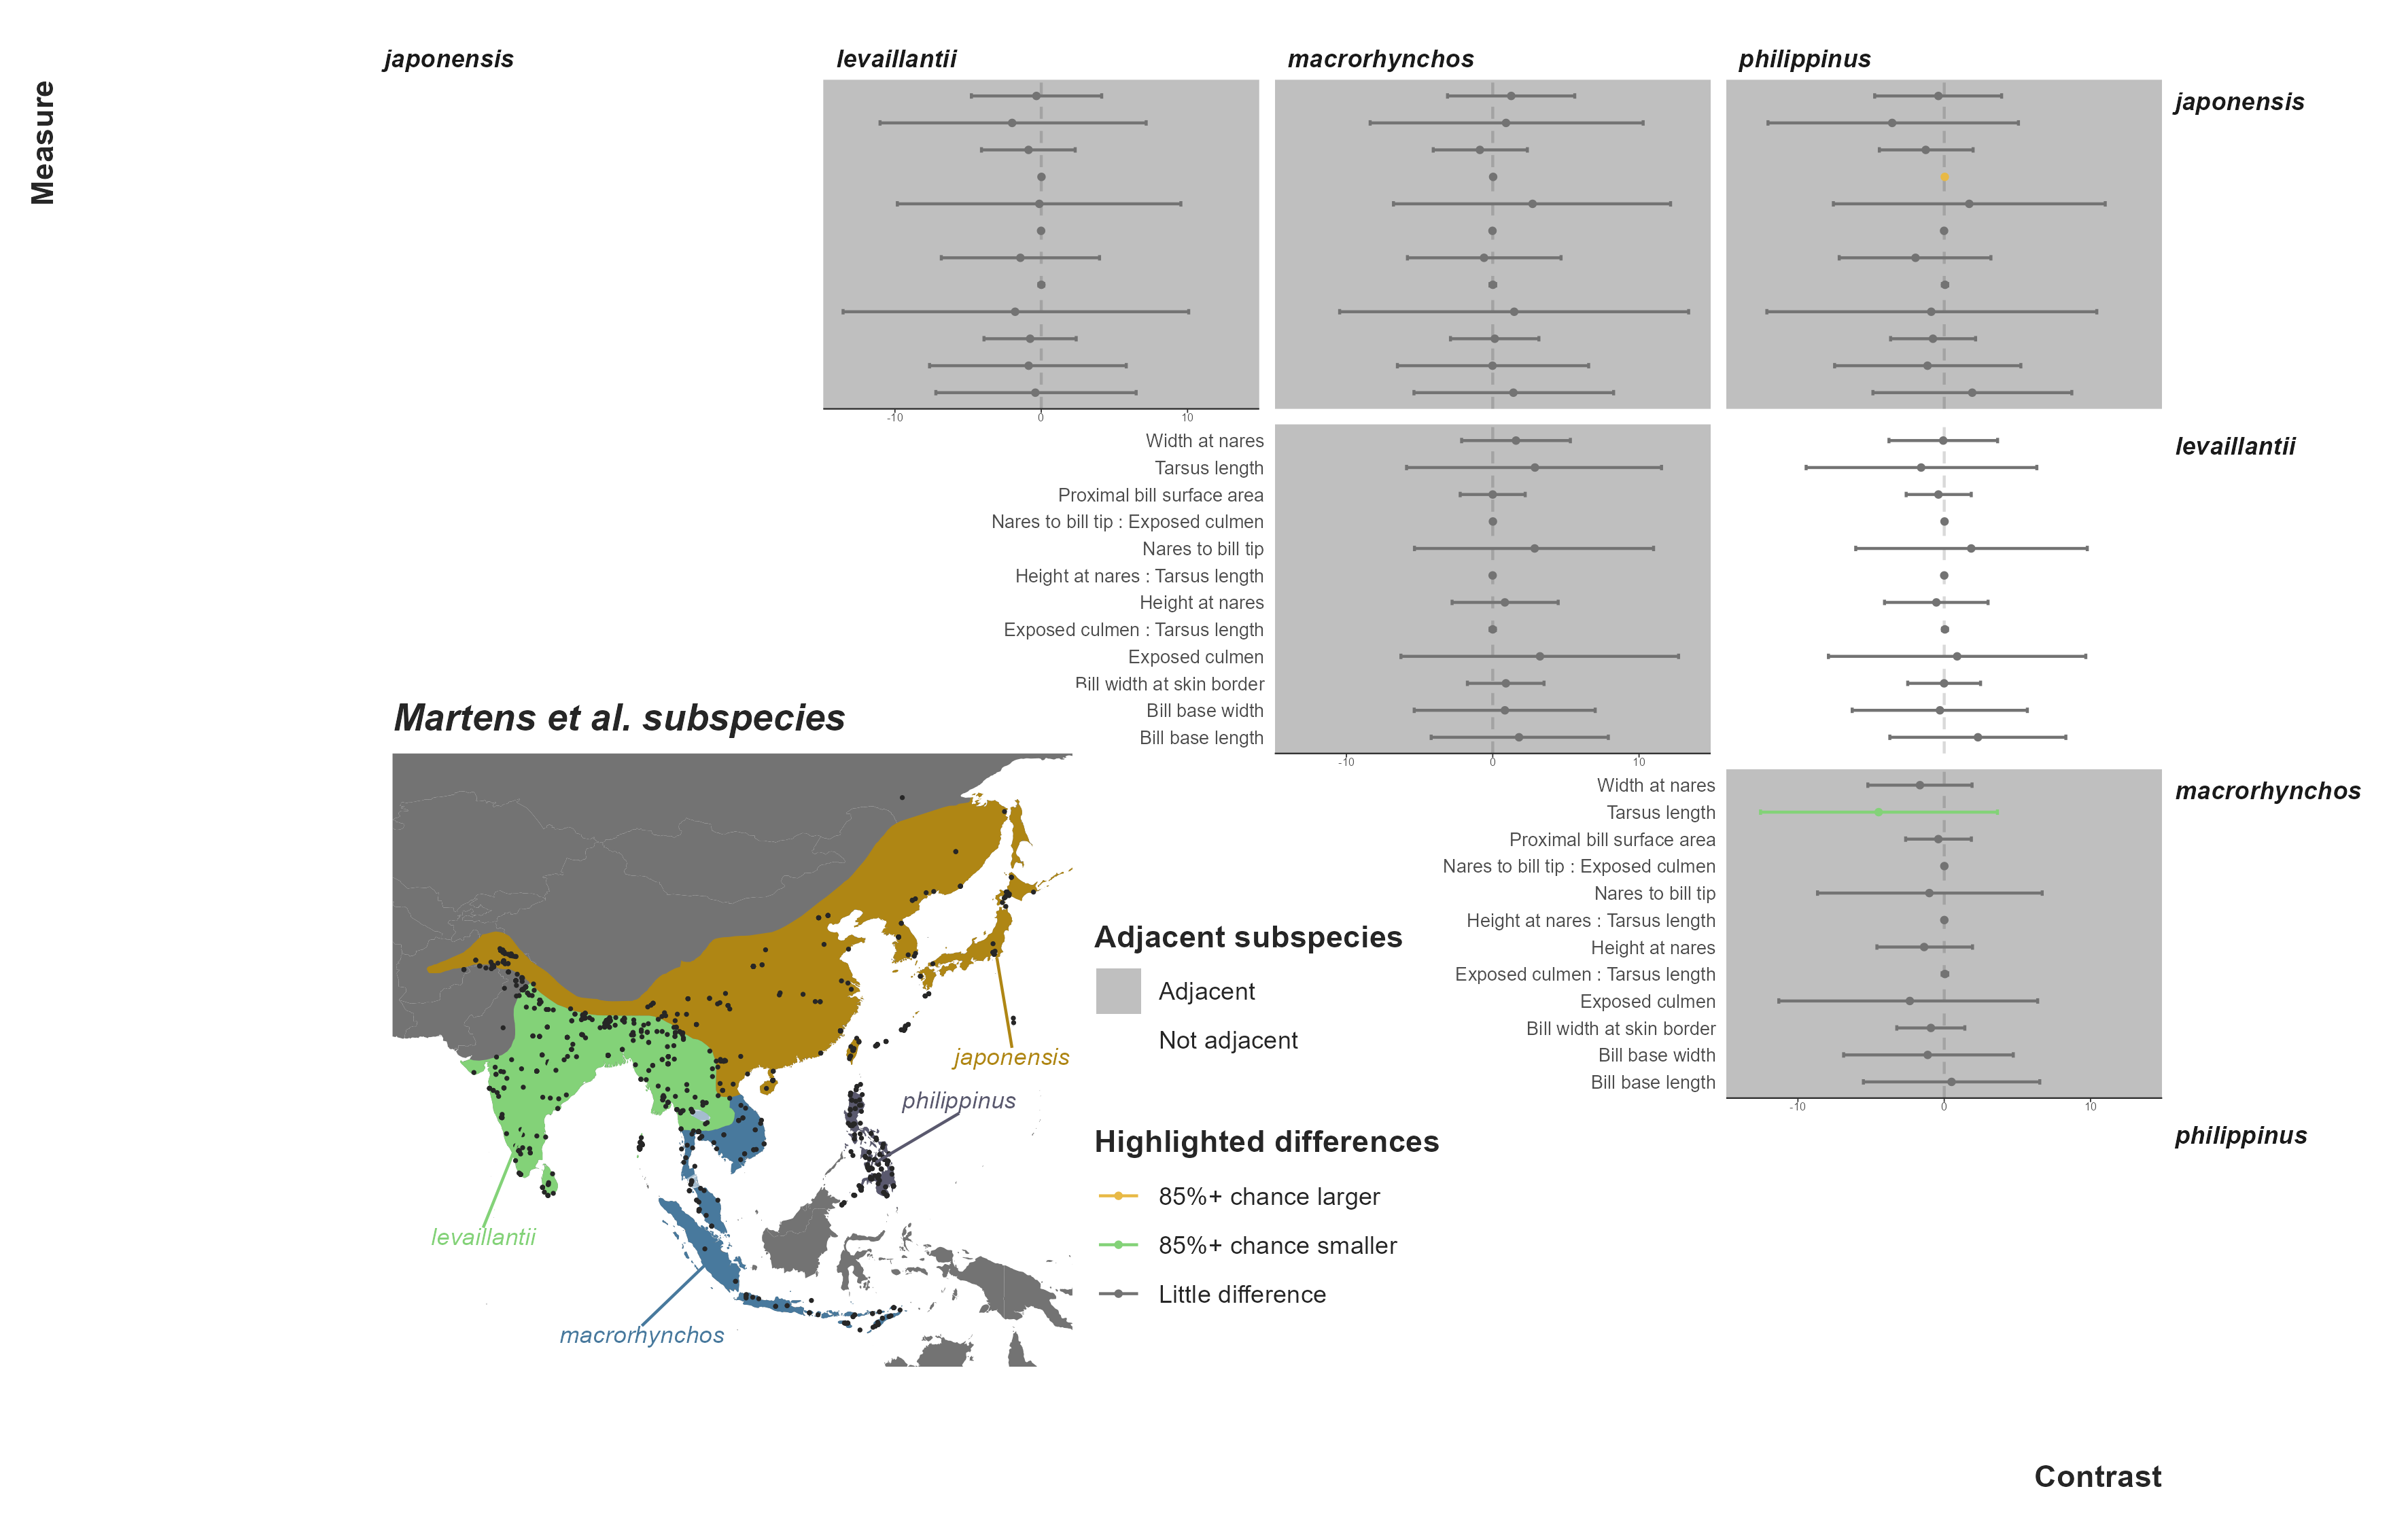 japonensis
levaillantii
macrorhynchos
philippinus
Measure
japonensis
-10
0
10
levaillantii
Width at nares
Tarsus length
Proximal bill surface area
Nares to bill tip : Exposed culmen
Nares to bill tip
Height at nares : Tarsus length
Height at nares
Exposed culmen : Tarsus length
Exposed culmen
Bill width at skin border
Bill base width
Bill base length
-10
0
10
macrorhynchos
Width at nares
Tarsus length
Proximal bill surface area
Nares to bill tip : Exposed culmen
Nares to bill tip
Height at nares : Tarsus length
Height at nares
Exposed culmen : Tarsus length
Exposed culmen
Bill width at skin border
Bill base width
Bill base length
-10
0
10
philippinus
Martens et al. subspecies
japonensis
philippinus
levaillantii
macrorhynchos
Adjacent subspecies
Adjacent
Not adjacent
Highlighted differences
85%+ chance larger
85%+ chance smaller
Little difference
Contrast